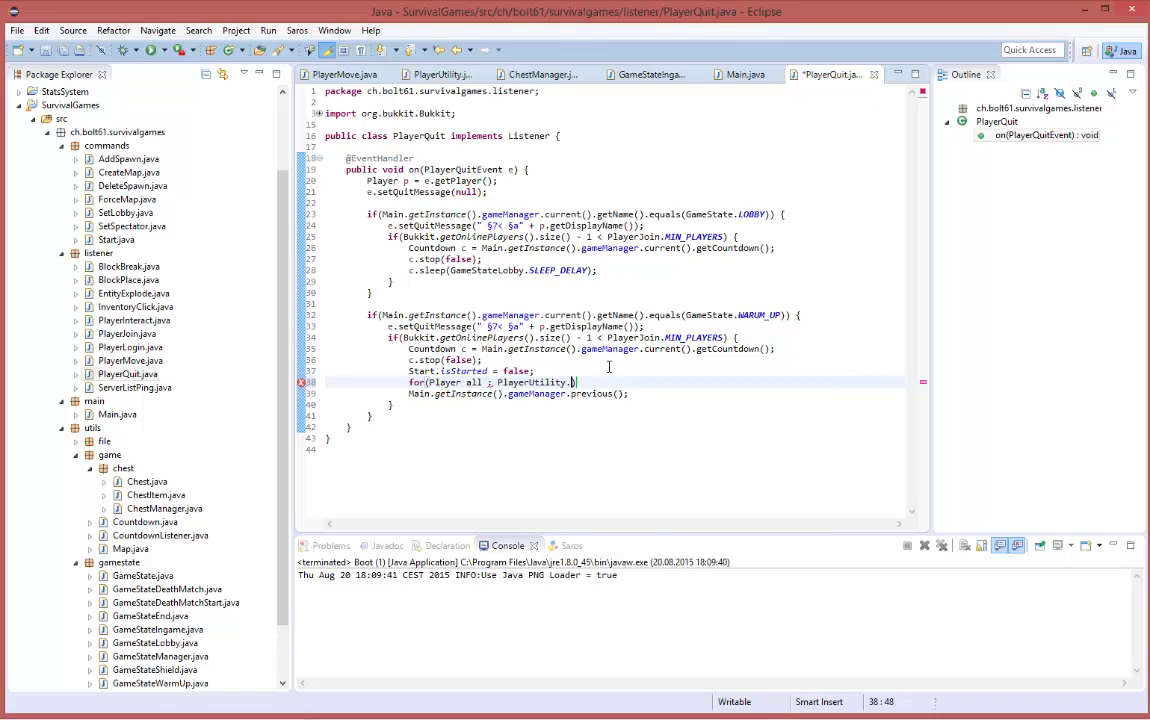 Java - SurvivalGames/src/ch/bolt61/survivalgames/listener/PlayerQuit.java - Eclipse
File Edit Source Refactor Navigate Search Project Run Saros Window Help
Quick Access
Java
Package Explorer
StatsSystem
SurvivalGames
src
ch.bolt61.survivalgames
commands
AddSpawn.java
CreateMap.java
DeleteSpawn.java
ForceMap.java
SetLobby.java
SetSpectator.java
Start.java
listener
BlockBreak.java
BlockPlace.java
EntityExplode.java
InventoryClick.java
PlayerInteract.java
PlayerJoin.java
PlayerLogin.java
PlayerMove.java
PlayerQuit.java
ServerListPing.java
main
Main.java
utils
file
game
chest
Chest.java
ChestItem.java
ChestManager.java
Countdown.java
CountdownListener.java
Map.java
gamestate
GameState.java
GameStateDeathMatch.java
GameStateDeathMatchStart.java
GameStateEnd.java
GameStateIngame.java
GameStateLobby.java
GameStateManager.java
GameStateShield.java
GameStateWarmUp.java
PlayerMove.java PlayerUtility.j... ChestManager.j... GameStateInga... Main.java *PlayerQuit.ja...
1 package ch.bolt61.survivalgames.listener;
2
3 import org.bukkit.Bukkit;
15
16 public class PlayerQuit implements Listener {
17
18 @EventHandler
19 public void on(PlayerQuitEvent e) {
20 Player p = e.getPlayer();
21 e.setQuitMessage(null);
22
23 if(Main.getInstance().gameManager.current().getName().equals(GameState.LOBBY)) {
24 e.setQuitMessage(" §7< §a" + p.getDisplayName());
25 if(Bukkit.getOnlinePlayers().size() - 1 < PlayerJoin.MIN_PLAYERS) {
26 Countdown c = Main.getInstance().gameManager.current().getCountdown();
27 c.stop(false);
28 c.sleep(GameStateLobby.SLEEP_DELAY);
29 }
30 }
31
32 if(Main.getInstance().gameManager.current().getName().equals(GameState.WARUM_UP)) {
33 e.setQuitMessage(" §7< §a" + p.getDisplayName());
34 if(Bukkit.getOnlinePlayers().size() - 1 < PlayerJoin.MIN_PLAYERS) {
35 Countdown c = Main.getInstance().gameManager.current().getCountdown();
36 c.stop(false);
37 Start.isStarted = false;
38 for(Player all ; PlayerUtility.)
39 Main.getInstance().gameManager.previous();
40 }
41 }
42 }
43 }
44
Outline
ch.bolt61.survivalgames.listener
PlayerQuit
on(PlayerQuitEvent) : void
Problems Javadoc Declaration Console Saros
<terminated> Boot (1) [Java Application] C:\Program Files\Java\jre1.8.0_45\bin\javaw.exe (20.08.2015 18:09:40)
Thu Aug 20 18:09:41 CEST 2015 INFO:Use Java PNG Loader = true
Writable Smart Insert 38 : 48